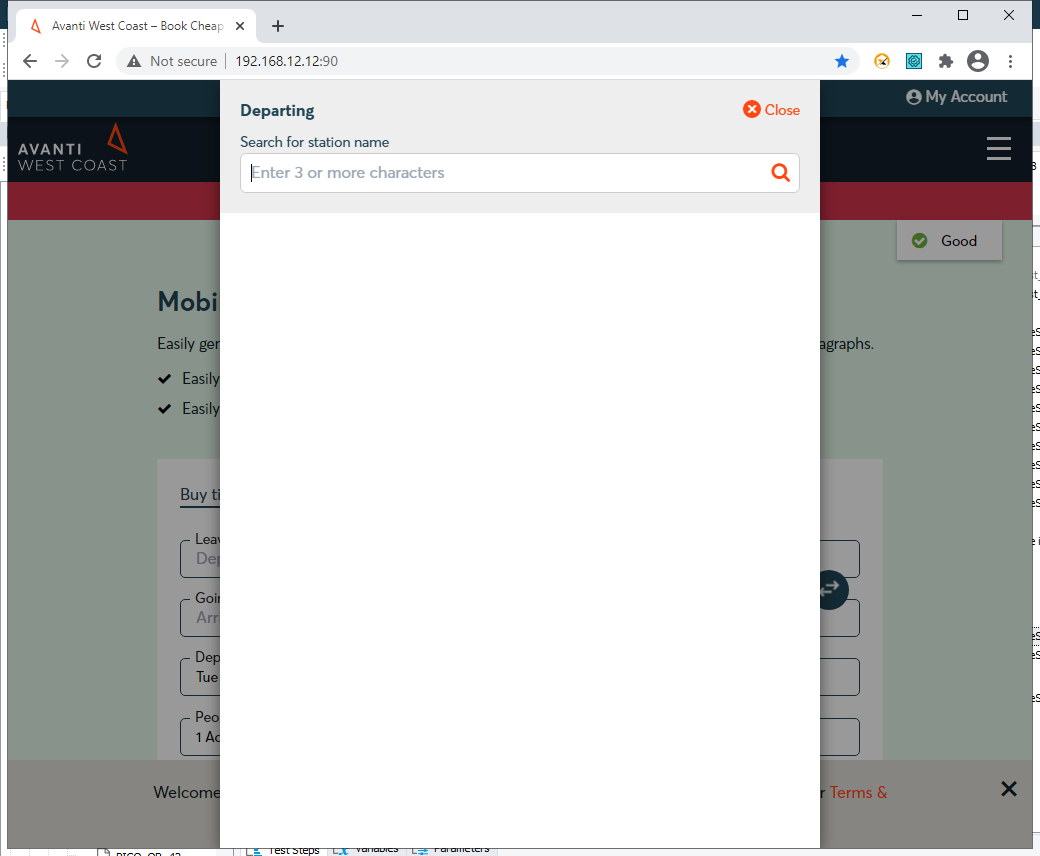 Avanti West Coast – Book Cheap
Not secure
192.168.12.12:90
My Account
AVANTI
WEST COAST
Departing
Close
Search for station name
Enter 3 or more characters
Good
Mobi
Easily ger
agraphs.
Easily
Easily
Buy ti
Leav
Dep
Goin
Arri
Dep
Tue
Peo
1 Ad
Welcome
r Terms &
Test Steps
Variables
Parameters